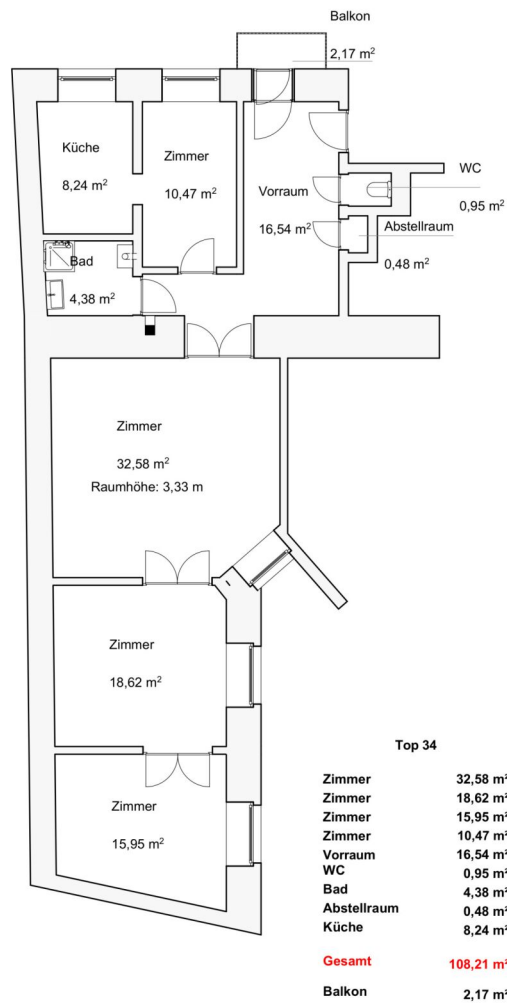 Balkon
2,17 m²
Küche
8,24 m²
Zimmer
10,47 m²
Vorraum
16,54 m²
WC
0,95 m²
Abstellraum
0,48 m²
Bad
4,38 m²
Zimmer
32,58 m²
Raumhöhe: 3,33 m
Zimmer
18,62 m²
Zimmer
15,95 m²
Top 34
Zimmer 32,58 m²
Zimmer 18,62 m²
Zimmer 15,95 m²
Zimmer 10,47 m²
Vorraum 16,54 m²
WC 0,95 m²
Bad 4,38 m²
Abstellraum 0,48 m²
Küche 8,24 m²
Gesamt 108,21 m²
Balkon 2,17 m²